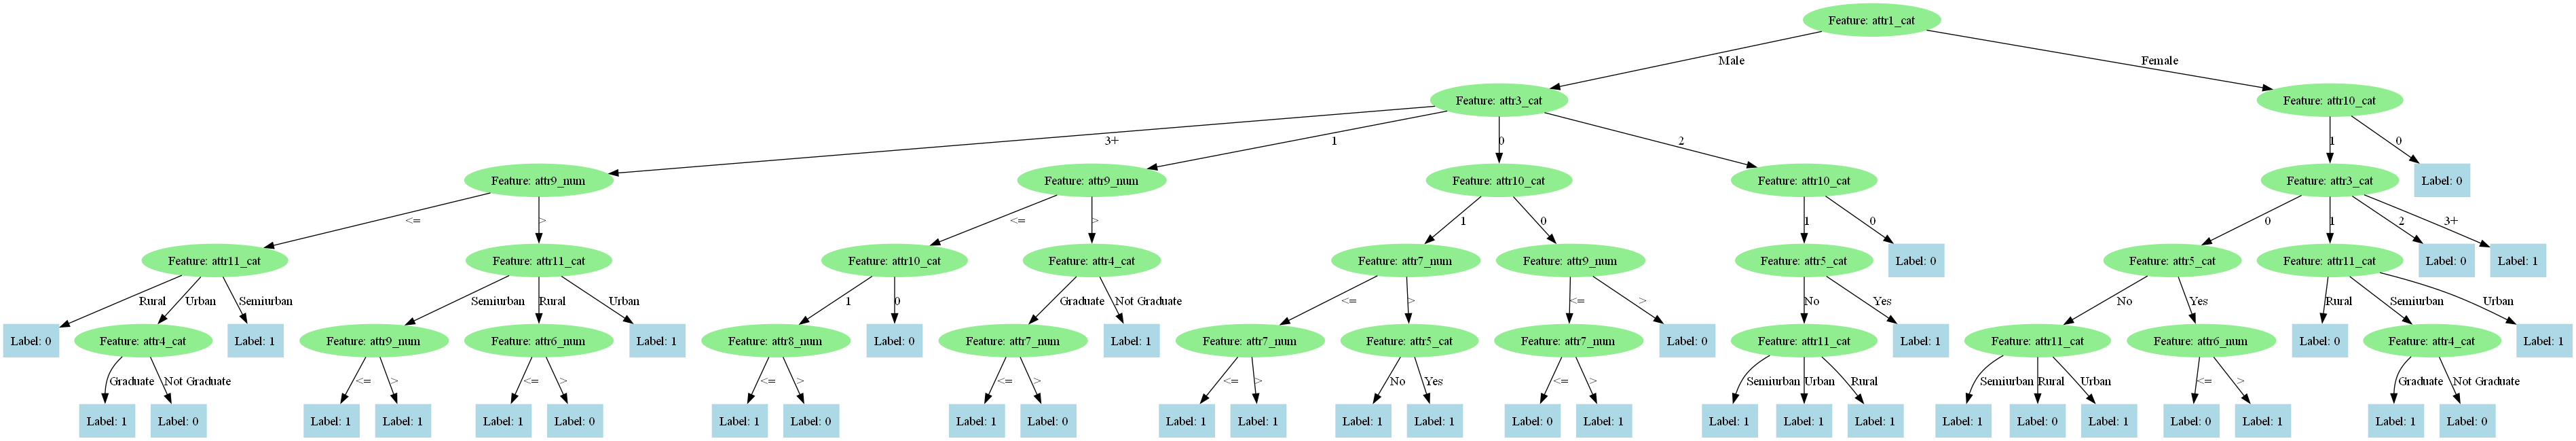 Feature: attr1_cat
Male
Female
Feature: attr3_cat
Feature: attr10_cat
3+
1
0
2
1
0
Feature: attr9_num
Feature: attr9_num
Feature: attr10_cat
Feature: attr10_cat
Feature: attr3_cat
Label: 0
<=
>
<=
>
1
0
1
0
0
1
2
3+
Feature: attr11_cat
Feature: attr11_cat
Feature: attr10_cat
Feature: attr4_cat
Feature: attr7_num
Feature: attr9_num
Feature: attr5_cat
Label: 0
Feature: attr5_cat
Feature: attr11_cat
Label: 0
Label: 1
Rural
Urban
Semiurban
Semiurban
Rural
Urban
1
0
Graduate
Not Graduate
<=
>
<=
>
No
Yes
No
Yes
Rural
Semiurban
Urban
Label: 0
Feature: attr4_cat
Label: 1
Feature: attr9_num
Feature: attr6_num
Label: 1
Feature: attr8_num
Label: 0
Feature: attr7_num
Label: 1
Feature: attr7_num
Feature: attr5_cat
Feature: attr7_num
Label: 0
Feature: attr11_cat
Label: 1
Feature: attr11_cat
Feature: attr6_num
Label: 0
Feature: attr4_cat
Label: 1
Graduate
Not Graduate
<=
>
<=
>
<=
>
<=
>
<=
>
No
Yes
<=
>
Semiurban
Urban
Rural
Semiurban
Rural
Urban
<=
>
Graduate
Not Graduate
Label: 1
Label: 0
Label: 1
Label: 1
Label: 1
Label: 0
Label: 1
Label: 0
Label: 1
Label: 0
Label: 1
Label: 1
Label: 1
Label: 1
Label: 0
Label: 1
Label: 1
Label: 1
Label: 1
Label: 1
Label: 0
Label: 1
Label: 0
Label: 1
Label: 1
Label: 0